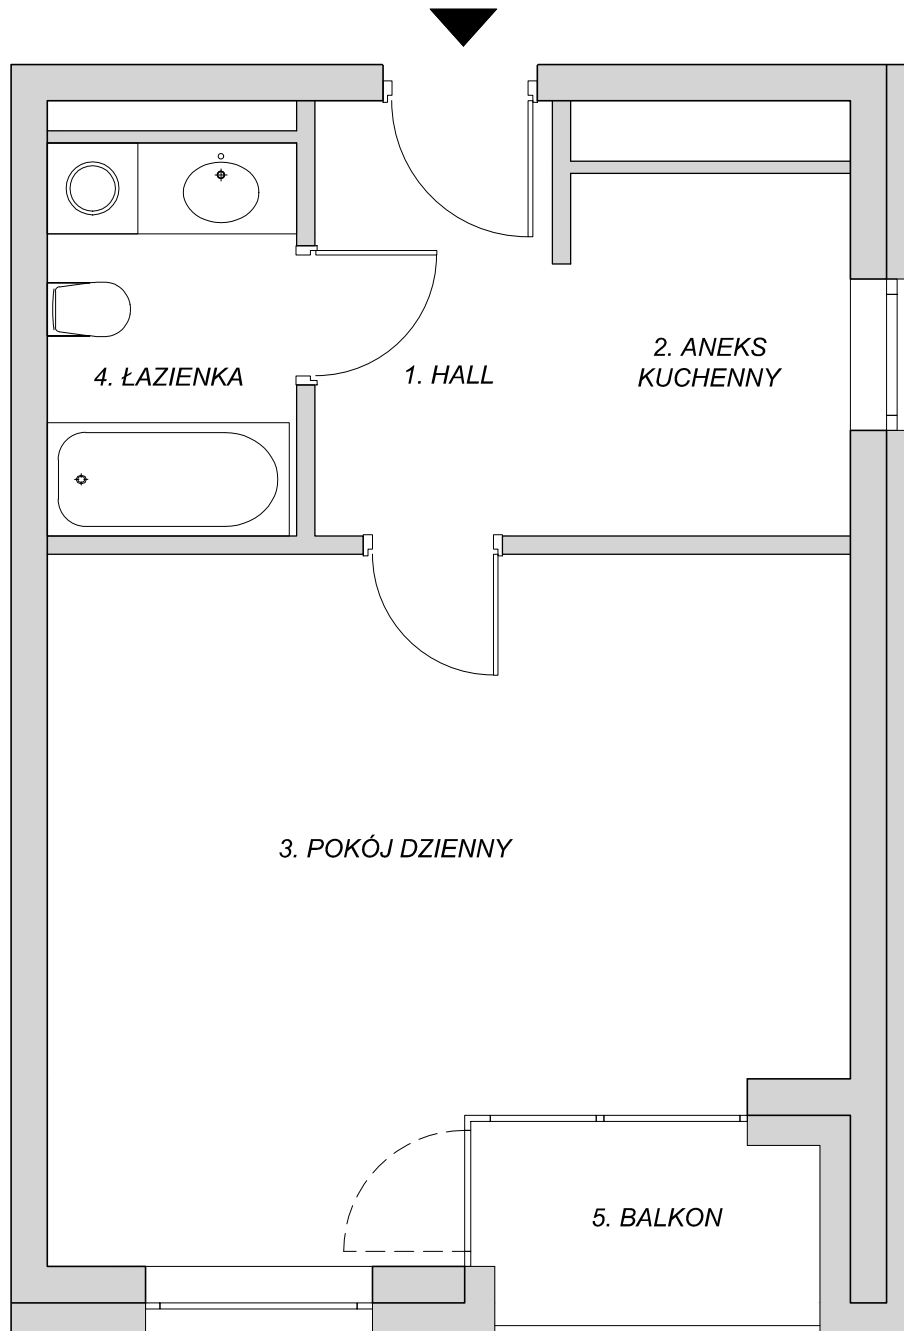 2. ANEKS
KUCHENNY
1. HALL
4. ŁAZIENKA
3. POKÓJ DZIENNY
5. BALKON